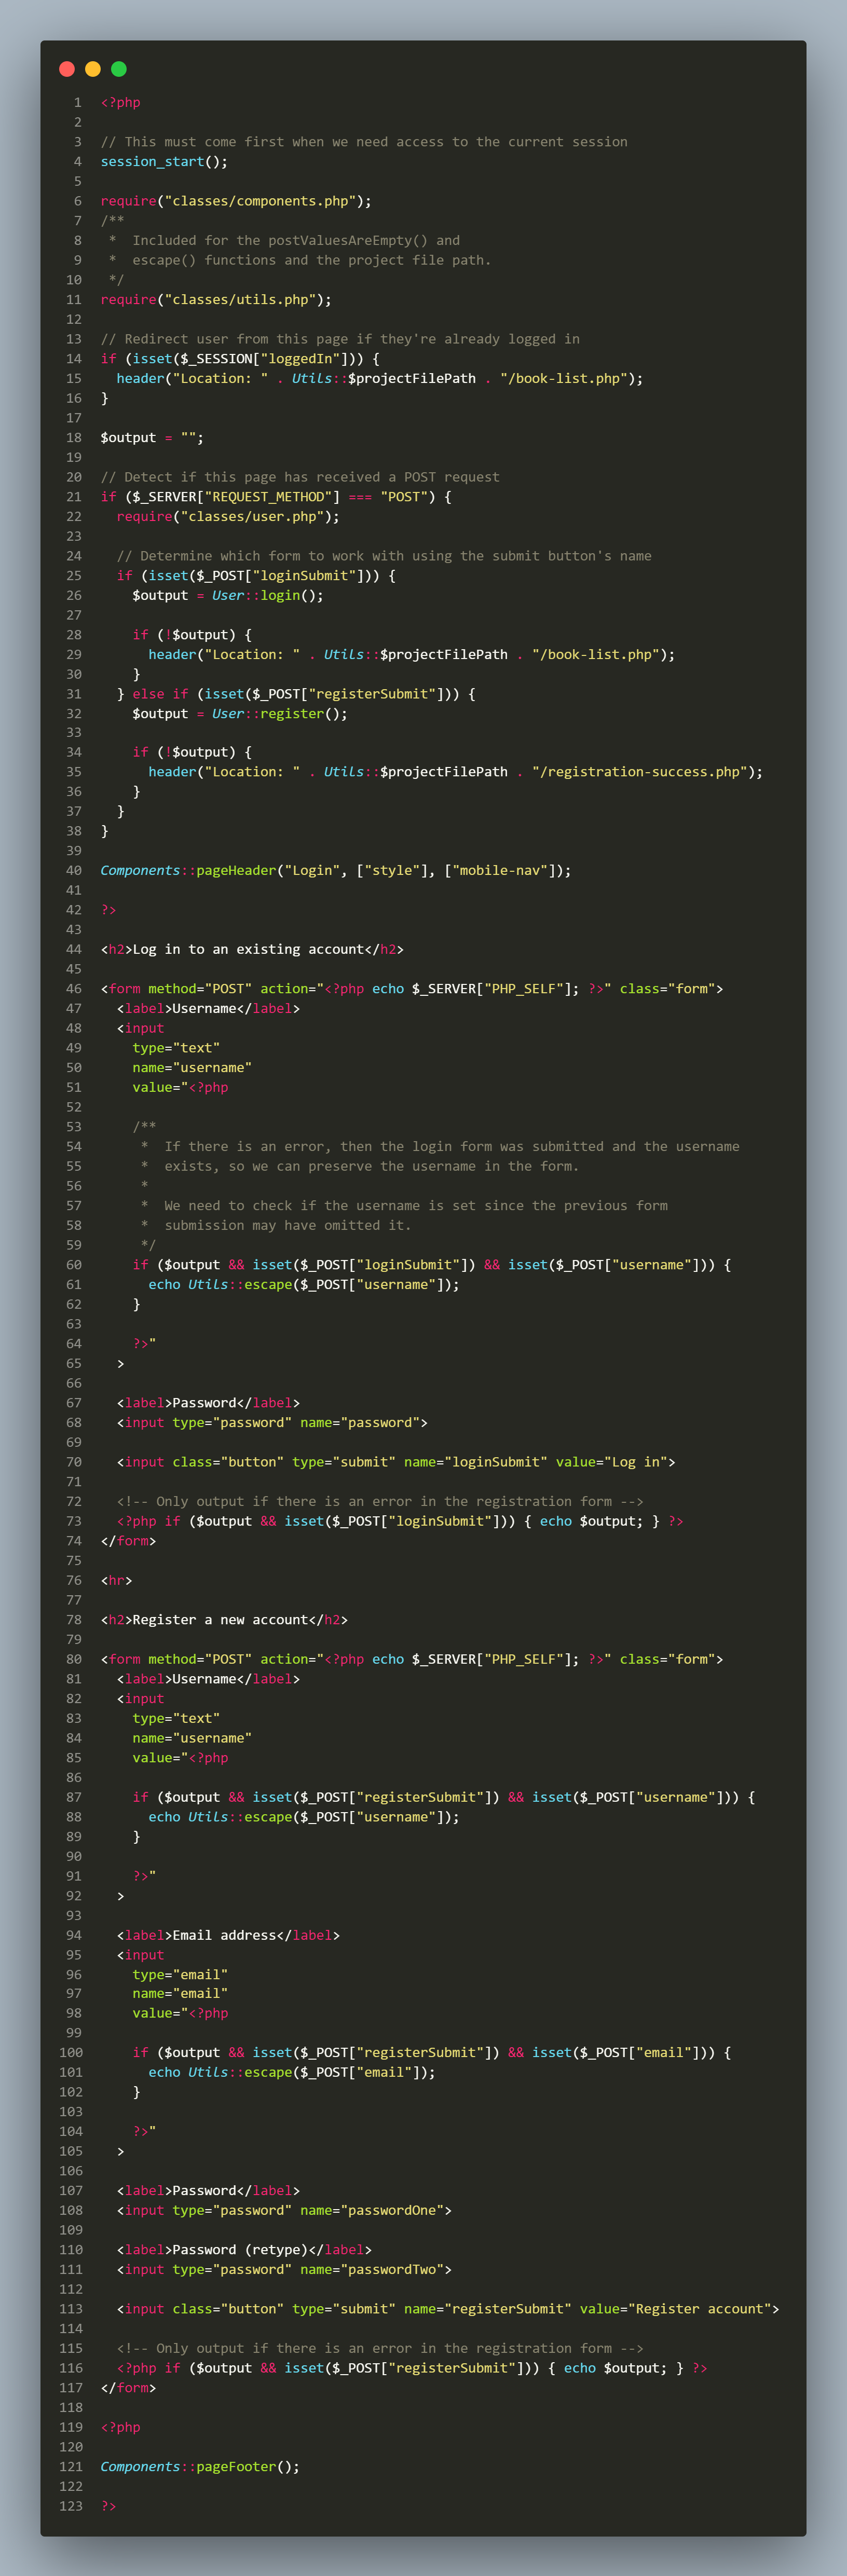 1 <?php
2
3 // This must come first when we need access to the current session
4 session_start();
5
6 require("classes/components.php");
7 /**
8  *  Included for the postValuesAreEmpty() and
9  *  escape() functions and the project file path.
10  */
11 require("classes/utils.php");
12
13 // Redirect user from this page if they're already logged in
14 if (isset($_SESSION["loggedIn"])) {
15   header("Location: " . Utils::$projectFilePath . "/book-list.php");
16 }
17
18 $output = "";
19
20 // Detect if this page has received a POST request
21 if ($_SERVER["REQUEST_METHOD"] === "POST") {
22   require("classes/user.php");
23
24   // Determine which form to work with using the submit button's name
25   if (isset($_POST["loginSubmit"])) {
26     $output = User::login();
27
28     if (!$output) {
29       header("Location: " . Utils::$projectFilePath . "/book-list.php");
30     }
31   } else if (isset($_POST["registerSubmit"])) {
32     $output = User::register();
33
34     if (!$output) {
35       header("Location: " . Utils::$projectFilePath . "/registration-success.php");
36     }
37   }
38 }
39
40 Components::pageHeader("Login", ["style"], ["mobile-nav"]);
41
42 ?>
43
44 <h2>Log in to an existing account</h2>
45
46 <form method="POST" action="<?php echo $_SERVER["PHP_SELF"]; ?>" class="form">
47   <label>Username</label>
48   <input
49     type="text"
50     name="username"
51     value="<?php
52
53     /**
54      *  If there is an error, then the login form was submitted and the username
55      *  exists, so we can preserve the username in the form.
56      *
57      *  We need to check if the username is set since the previous form
58      *  submission may have omitted it.
59      */
60     if ($output && isset($_POST["loginSubmit"]) && isset($_POST["username"])) {
61       echo Utils::escape($_POST["username"]);
62     }
63
64     ?>"
65   >
66
67   <label>Password</label>
68   <input type="password" name="password">
69
70   <input class="button" type="submit" name="loginSubmit" value="Log in">
71
72   <!-- Only output if there is an error in the registration form -->
73   <?php if ($output && isset($_POST["loginSubmit"])) { echo $output; } ?>
74 </form>
75
76 <hr>
77
78 <h2>Register a new account</h2>
79
80 <form method="POST" action="<?php echo $_SERVER["PHP_SELF"]; ?>" class="form">
81   <label>Username</label>
82   <input
83     type="text"
84     name="username"
85     value="<?php
86
87     if ($output && isset($_POST["registerSubmit"]) && isset($_POST["username"])) {
88       echo Utils::escape($_POST["username"]);
89     }
90
91     ?>"
92   >
93
94   <label>Email address</label>
95   <input
96     type="email"
97     name="email"
98     value="<?php
99
100     if ($output && isset($_POST["registerSubmit"]) && isset($_POST["email"])) {
101       echo Utils::escape($_POST["email"]);
102     }
103
104     ?>"
105   >
106
107   <label>Password</label>
108   <input type="password" name="passwordOne">
109
110   <label>Password (retype)</label>
111   <input type="password" name="passwordTwo">
112
113   <input class="button" type="submit" name="registerSubmit" value="Register account">
114
115   <!-- Only output if there is an error in the registration form -->
116   <?php if ($output && isset($_POST["registerSubmit"])) { echo $output; } ?>
117 </form>
118
119 <?php
120
121 Components::pageFooter();
122
123 ?>